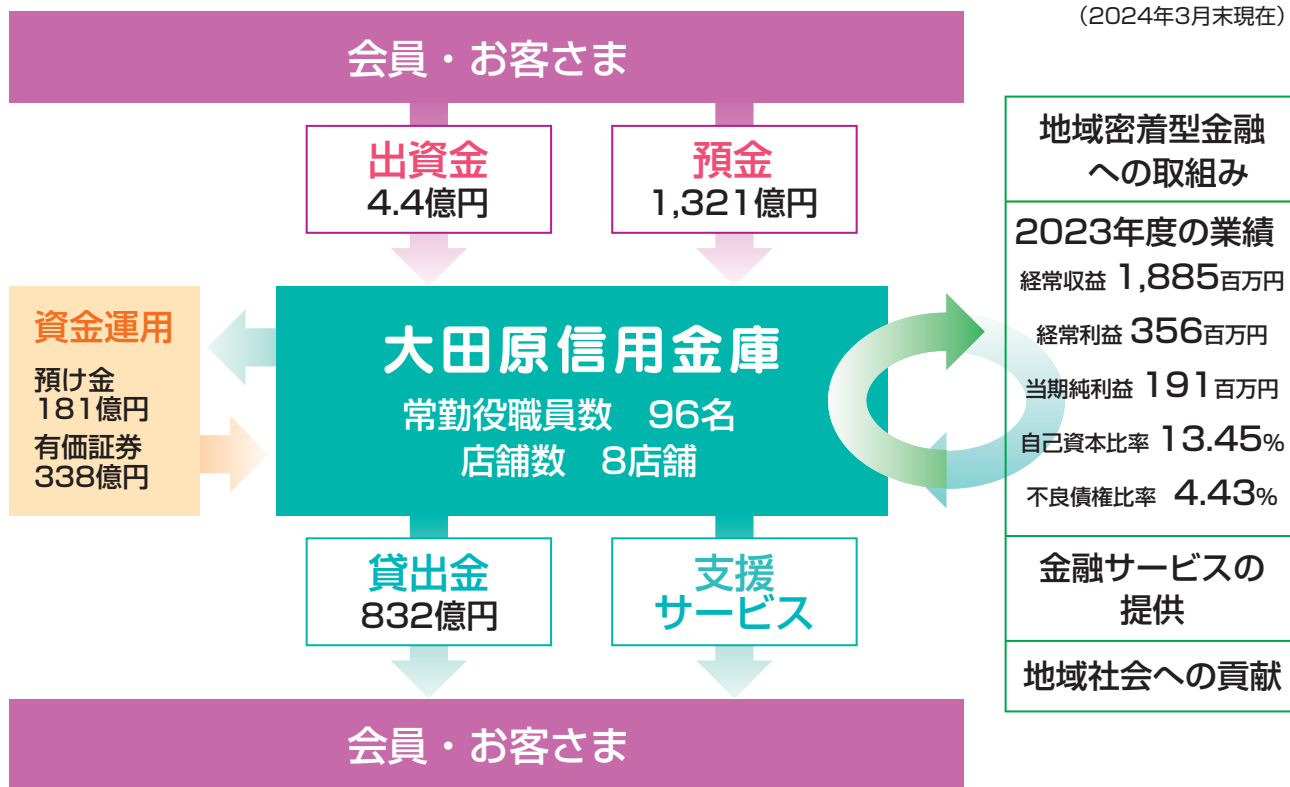 （2024年3月末現在）
会員・お客さま
出資金
4.4億円
預金
1,321億円
資金運用
預け金
181億円
有価証券
338億円
大田原信用金庫
常勤役職員数　96名
店舗数　8店舗
貸出金
832億円
支援
サービス
会員・お客さま
地域密着型金融
への取組み
2023年度の業績
経常収益 1,885百万円
経常利益 356百万円
当期純利益 191百万円
自己資本比率 13.45%
不良債権比率 4.43%
金融サービスの
提供
地域社会への貢献